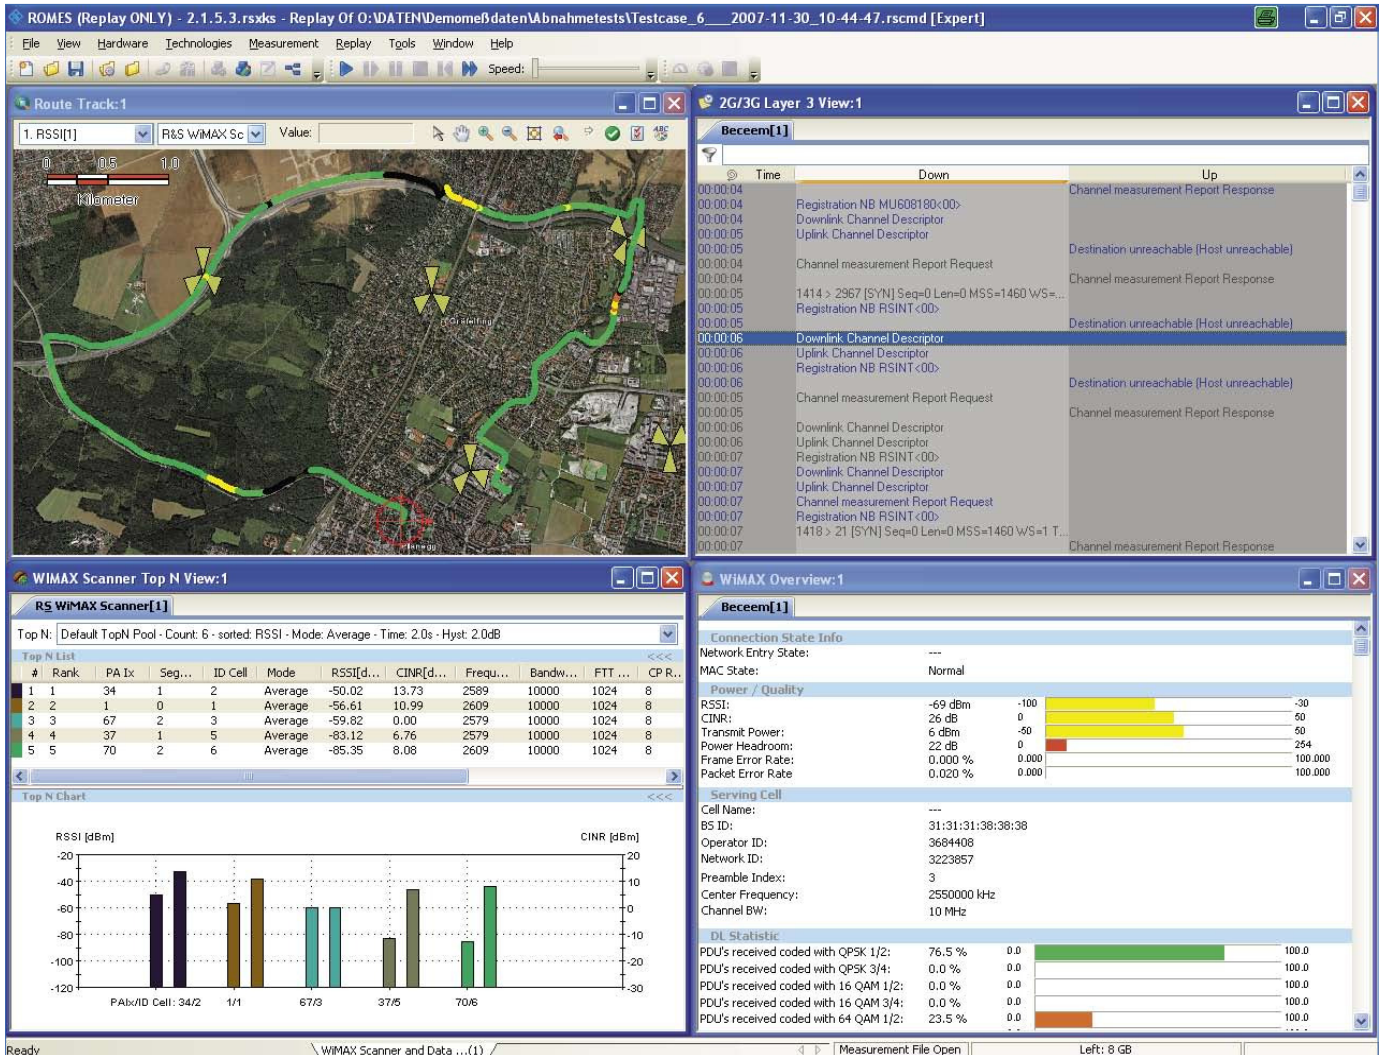 ROMES (Replay ONLY) - 2.1.5.3.rsxks - Replay Of O:\DATEN\Demomeßdaten\Abnahmetests\Testcase_6___2007-11-30_10-44-47.rscmd [Expert]
File View Hardware Technologies Measurement Replay Tools Window Help
Speed:
Route Track:1
1. RSSI[1] R&S WiMAX Sc Value:
ABC
0 0.5 1.0
Kilometer
Gräfelfing
2G/3G Layer 3 View:1
Beceem[1]
Time Down Up
00:00:04 Channel measurement Report Response
00:00:04 Registration NB MU608180<00>
00:00:04 Downlink Channel Descriptor
00:00:05 Uplink Channel Descriptor
00:00:05 Destination unreachable (Host unreachable)
00:00:04 Channel measurement Report Request
00:00:04 Channel measurement Report Response
00:00:05 1414 > 2967 [SYN] Seq=0 Len=0 MSS=1460 WS=...
00:00:05 Registration NB RSINT<00>
00:00:05 Destination unreachable (Host unreachable)
00:00:06 Downlink Channel Descriptor
00:00:06 Uplink Channel Descriptor
00:00:06 Registration NB RSINT<00>
00:00:06 Destination unreachable (Host unreachable)
00:00:05 Channel measurement Report Request
00:00:05 Channel measurement Report Response
00:00:06 Downlink Channel Descriptor
00:00:06 Uplink Channel Descriptor
00:00:07 Registration NB RSINT<00>
00:00:07 Downlink Channel Descriptor
00:00:07 Uplink Channel Descriptor
00:00:07 Channel measurement Report Request
00:00:07 Registration NB RSINT<00>
00:00:07 1418 > 21 [SYN] Seq=0 Len=0 MSS=1460 WS=1 T...
00:00:07 Channel measurement Report Response
WIMAX Scanner Top N View:1
RS WiMAX Scanner[1]
Top N: Default TopN Pool - Count: 6 - sorted: RSSI - Mode: Average - Time: 2.0s - Hyst: 2.0dB
Top N List <<<
# Rank PA Ix Seg... ID Cell Mode RSSI[d... CINR[d... Frequ... Bandw... FTT ... CP R..
1 1 34 1 2 Average -50.02 13.73 2589 10000 1024 8
2 2 1 0 1 Average -56.61 10.99 2609 10000 1024 8
3 3 67 2 3 Average -59.82 0.00 2579 10000 1024 8
4 4 37 1 5 Average -83.12 6.76 2579 10000 1024 8
5 5 70 2 6 Average -85.35 8.08 2609 10000 1024 8
Top N Chart <<<
RSSI [dBm] CINR [dBm]
-20 20
-40 10
-60 0
-80 -10
-100 -20
-120 -30
PAIx/ID Cell: 34/2 1/1 67/3 37/5 70/6
WiMAX Overview:1
Beceem[1]
Connection State Info
Network Entry State: ---
MAC State: Normal
Power / Quality
RSSI: -69 dBm -100 -30
CINR: 26 dB 0 50
Transmit Power: 6 dBm -50 50
Power Headroom: 22 dB 0 254
Frame Error Rate: 0.000 % 0.000 100.000
Packet Error Rate 0.020 % 0.000 100.000
Serving Cell
Cell Name: ---
BS ID: 31:31:31:38:38:38
Operator ID: 3684408
Network ID: 3223857
Preamble Index: 3
Center Frequency: 2550000 kHz
Channel BW: 10 MHz
DL Statistic
PDU's received coded with QPSK 1/2: 76.5 % 0.0 100.0
PDU's received coded with QPSK 3/4: 0.0 % 0.0 100.0
PDU's received coded with 16 QAM 1/2: 0.0 % 0.0 100.0
PDU's received coded with 16 QAM 3/4: 0.0 % 0.0 100.0
PDU's received coded with 64 QAM 1/2: 23.5 % 0.0 100.0
Ready WiMAX Scanner and Data ...(1) Measurement File Open Left: 8 GB